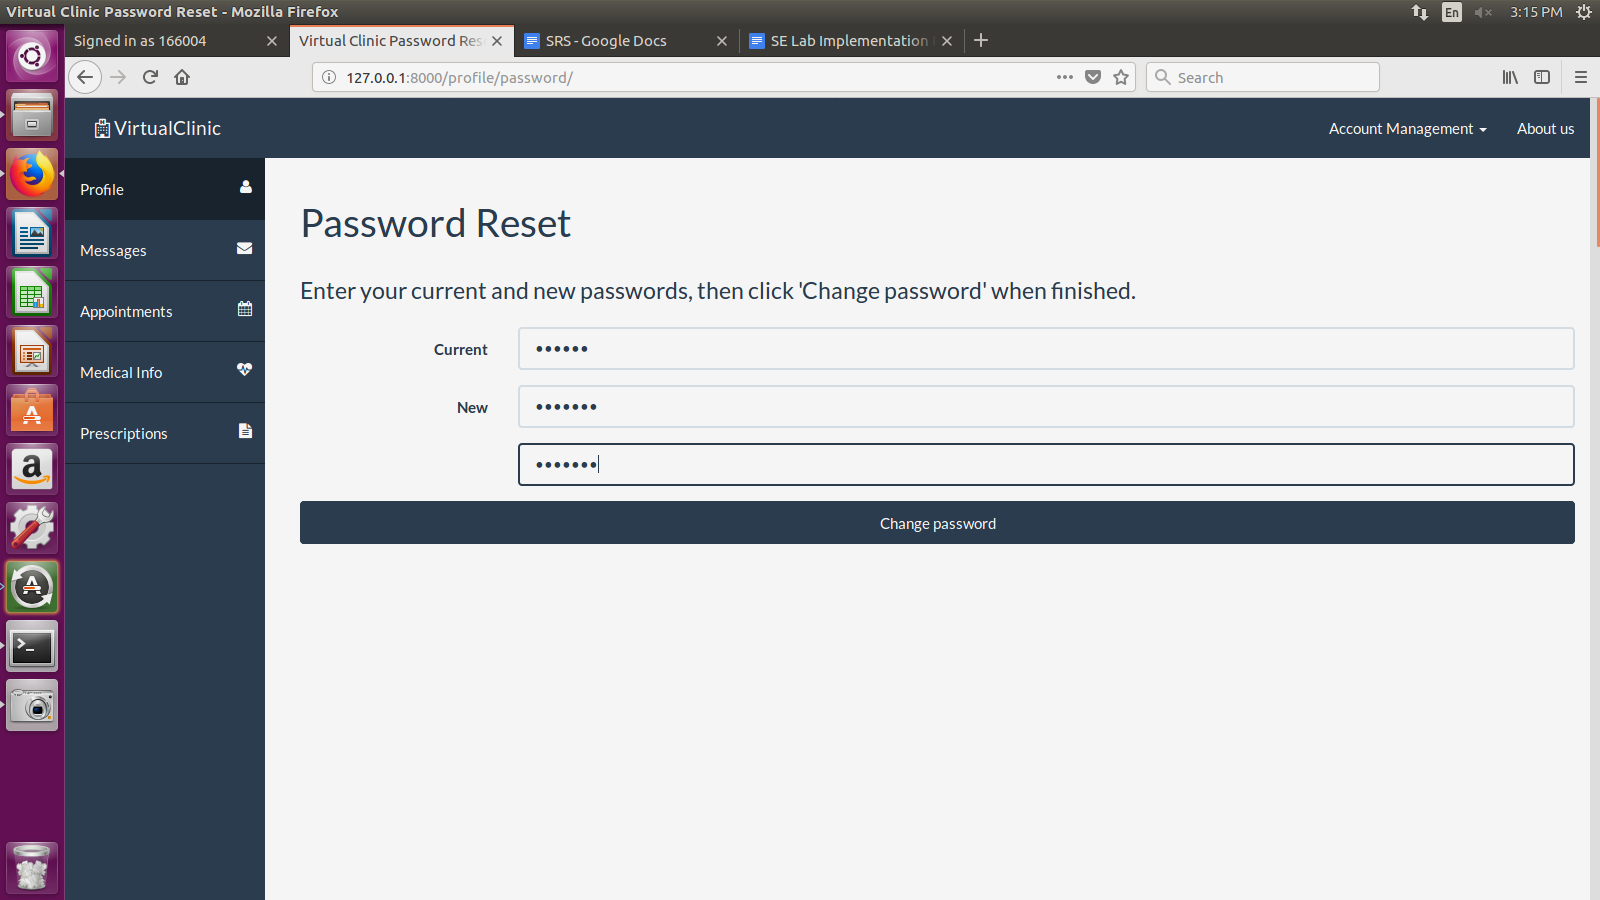 Virtual Clinic Password Reset - Mozilla Firefox
En
3:15 PM
Signed in as 166004
Virtual Clinic Password Res
SRS - Google Docs
SE Lab Implementation
127.0.0.1:8000/profile/password/
Search
VirtualClinic
Account Management
About us
Profile
Messages
Appointments
Medical Info
Prescriptions
Password Reset
Enter your current and new passwords, then click 'Change password' when finished.
Current
••••••
New
•••••••
•••••••
Change password